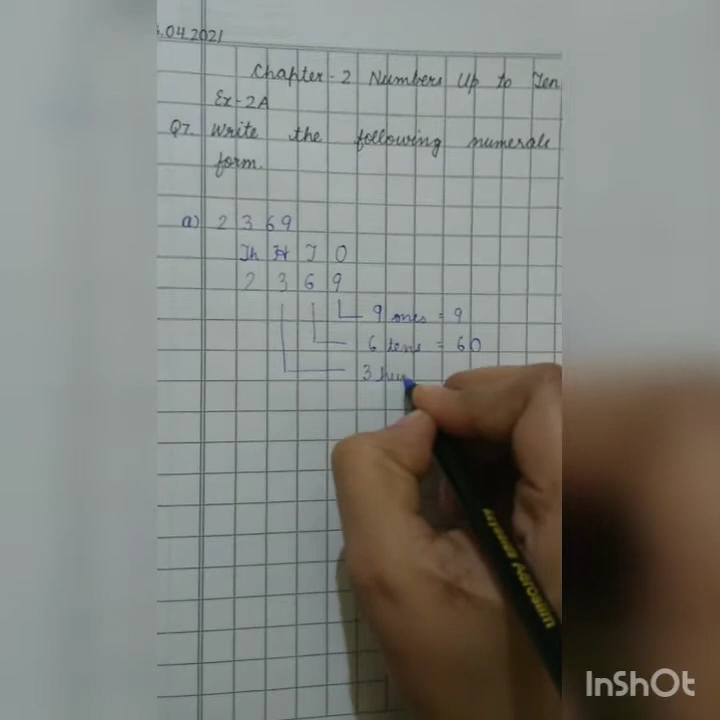 .04.2021
Chapter-2 Numbers Up to Ten
Ex-2A
Q7. Write the following numerals
form.
a) 2 3 6 9
Th H T O
2 3 6 9
9 ones = 9
6 tens = 60
3 hun
InShOt